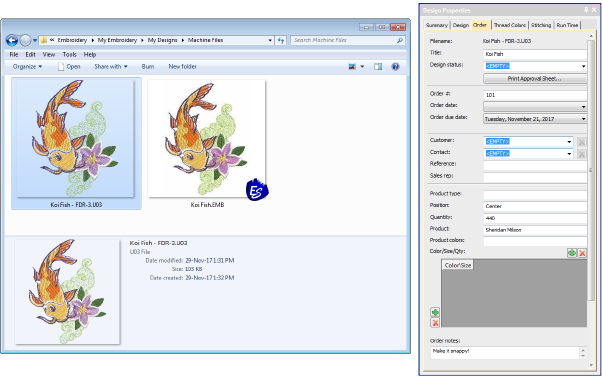 « Embroidery ▸ My Embroidery ▸ My Designs ▸ Machine Files
Search Machine Files
File Edit View Tools Help
Organize Open Share with Burn New folder
Koi Fish - FDR-3.U03
Koi Fish.EMB
ES
Koi Fish - FDR-3.U03
U03 File
Date modified: 29-Nov-17 1:31 PM
Size: 103 KB
Date created: 29-Nov-17 1:32 PM
Design Properties
Summary Design Order Thread Colors Stitching Run Time
Filename: Koi Fish - FDR-3.U03
Title: Koi Fish
Design status: <EMPTY>
Print Approval Sheet...
Order #: 101
Order date:
Order due date: Tuesday, November 21, 2017
Customer: <EMPTY>
Contact: <EMPTY>
Reference:
Sales rep:
Product type:
Position: Center
Quantity: 440
Product: Sheridan Milson
Product colors:
Color/Size/Qty:
Color\Size
Order notes:
Make it snappy!